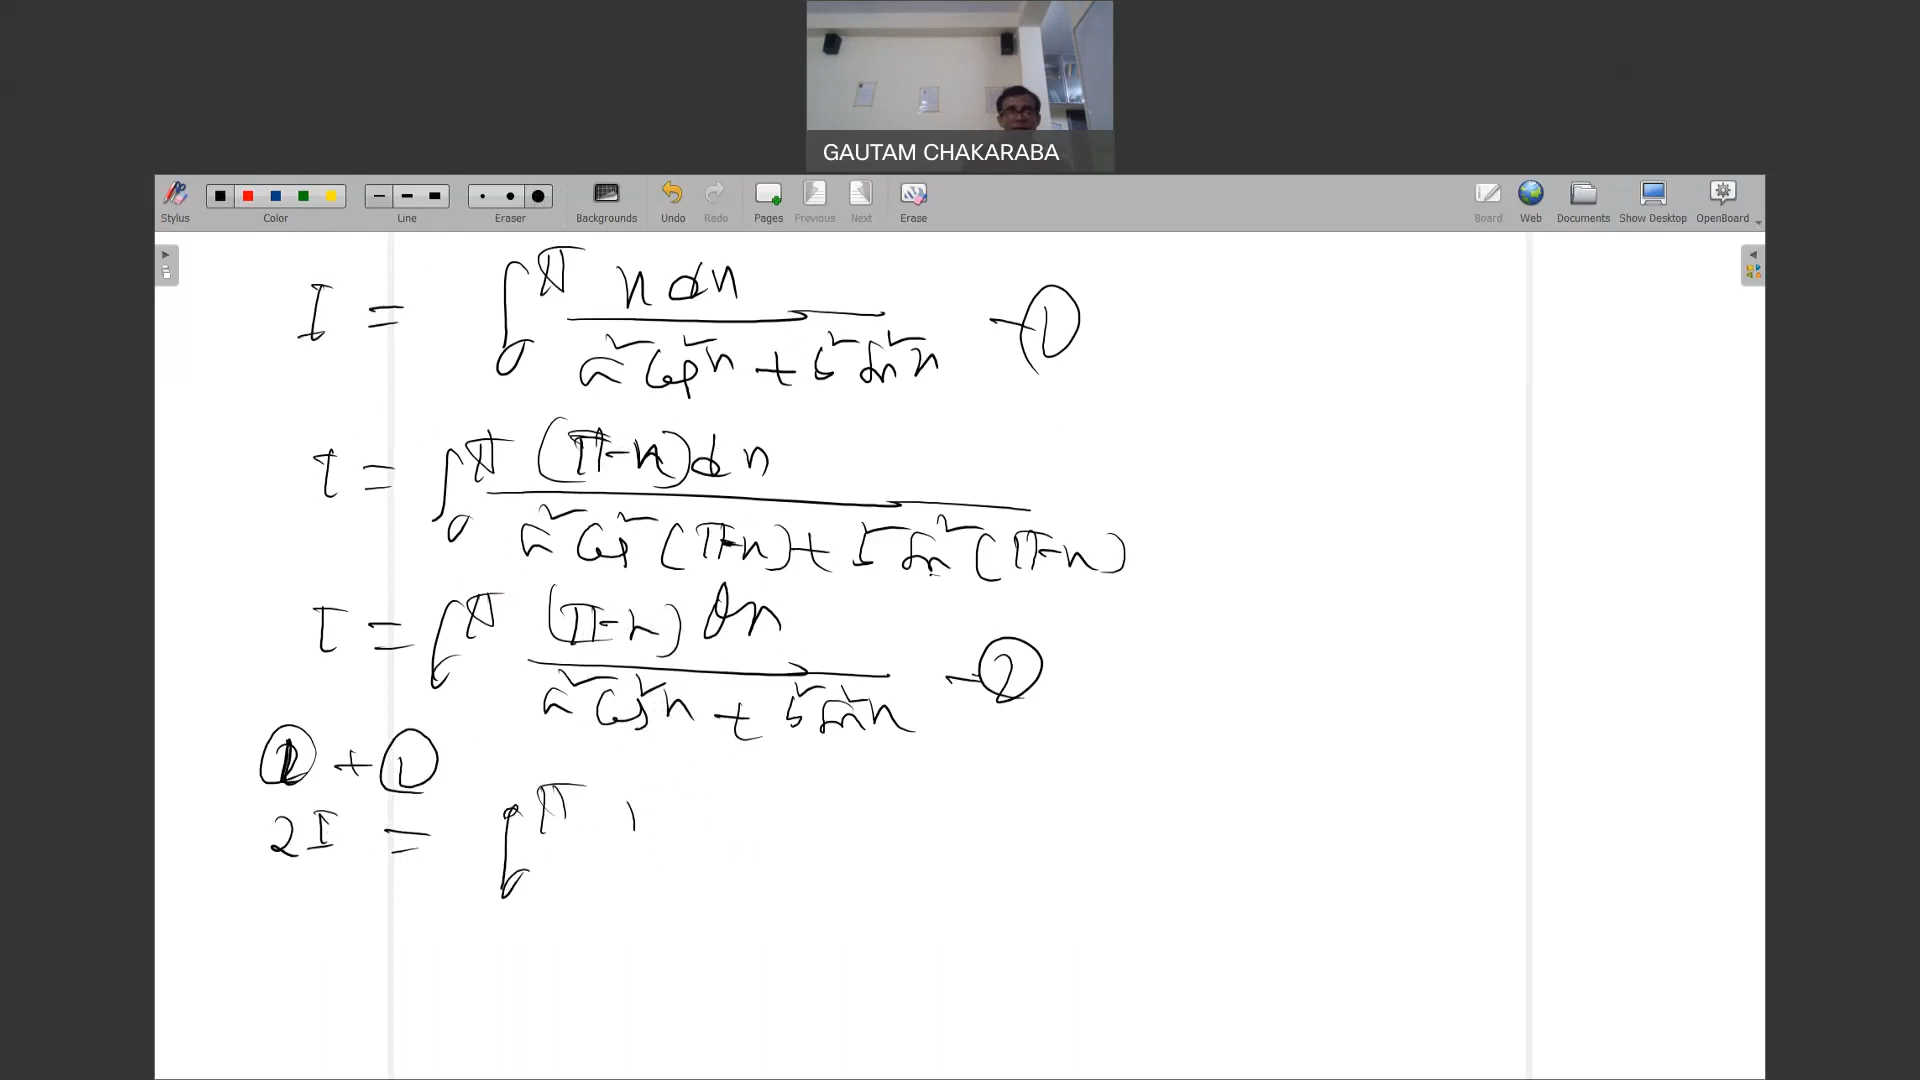 GAUTAM CHAKARABA
Stylus Color Line Eraser Backgrounds Undo Redo Pages Previous Next Erase Board Web Documents Show Desktop OpenBoard
I = ∫₀^π x dx / (a² cos² x + b² sin² x) — ①
I = ∫₀^π (π-x) dx / (a² cos² (π-x) + b² sin² (π-x))
I = ∫₀^π (π-x) dx / (a² cos² x + b² sin² x) — ②
① + ②
2I = ∫₀^π